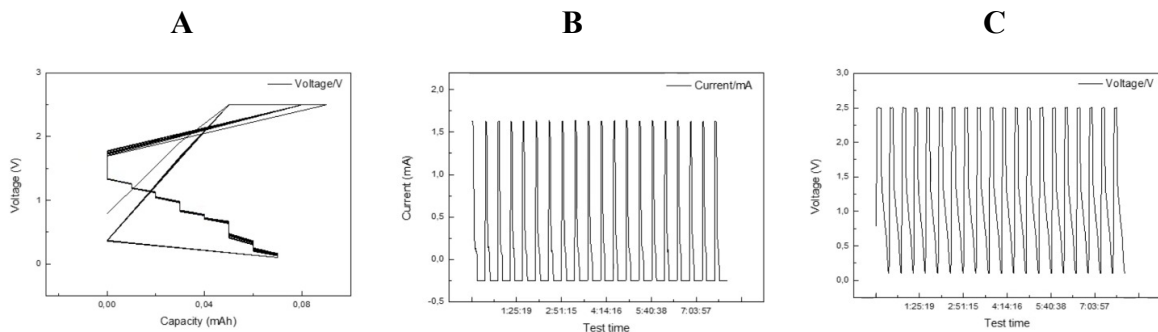 A
B
C
3
2
1
0
Voltage (V)
0,00
0,04
0,08
Capacity (mAh)
Voltage/V
2,0
1,5
1,0
0,5
0,0
-0,5
Current (mA)
1:25:19
2:51:15
4:14:16
5:40:38
7:03:57
Test time
Current/mA
3,0
2,5
2,0
1,5
1,0
0,5
0,0
Voltage (V)
1:25:19
2:51:15
4:14:16
5:40:38
7:03:57
Test time
Voltage/V